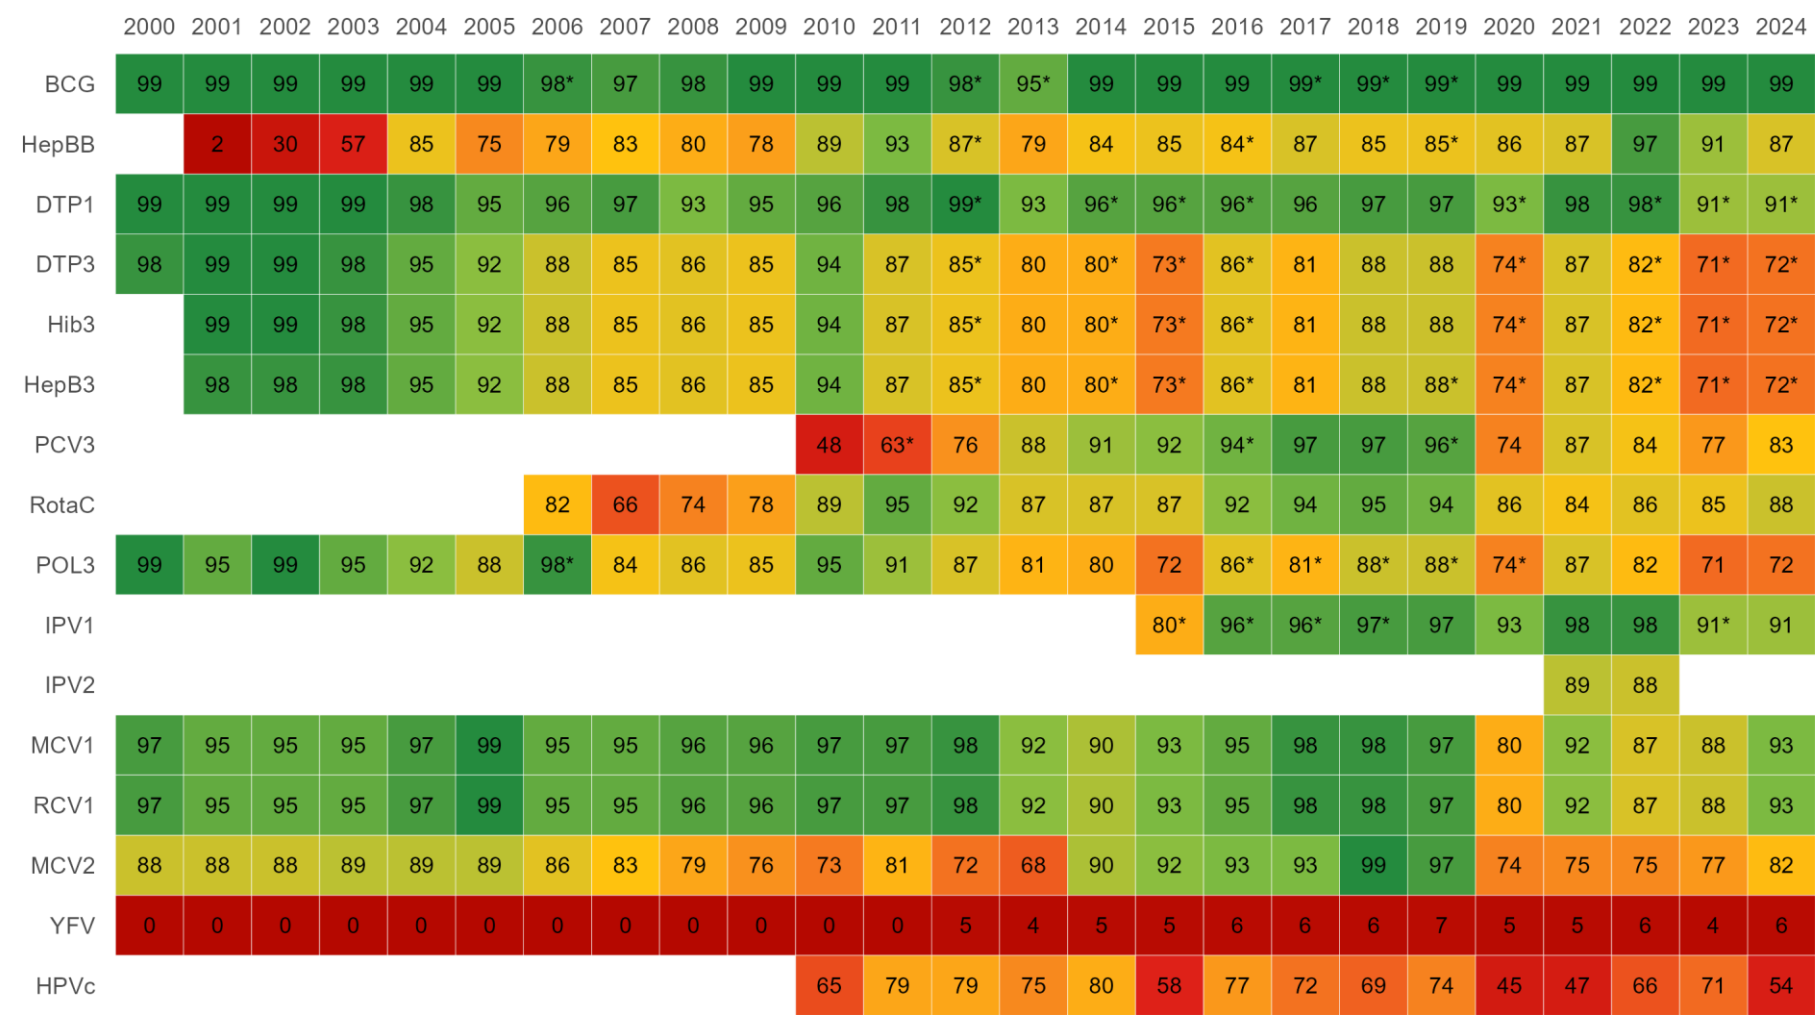 2000 2001 2002 2003 2004 2005 2006 2007 2008 2009 2010 2011 2012 2013 2014 2015 2016 2017 2018 2019 2020 2021 2022 2023 2024
BCG 99 99 99 99 99 99 98* 97 98 99 99 99 98* 95* 99 99 99 99* 99* 99* 99 99 99 99 99
HepBB 2 30 57 85 75 79 83 80 78 89 93 87* 79 84 85 84* 87 85 85* 86 87 97 91 87
DTP1 99 99 99 99 98 95 96 97 93 95 96 98 99* 93 96* 96* 96* 96 97 97 93* 98 98* 91* 91*
DTP3 98 99 99 98 95 92 88 85 86 85 94 87 85* 80 80* 73* 86* 81 88 88 74* 87 82* 71* 72*
Hib3 99 99 98 95 92 88 85 86 85 94 87 85* 80 80* 73* 86* 81 88 88 74* 87 82* 71* 72*
HepB3 98 98 98 95 92 88 85 86 85 94 87 85* 80 80* 73* 86* 81 88 88* 74* 87 82* 71* 72*
PCV3 48 63* 76 88 91 92 94* 97 97 96* 74 87 84 77 83
RotaC 82 66 74 78 89 95 92 87 87 87 92 94 95 94 86 84 86 85 88
POL3 99 95 99 95 92 88 98* 84 86 85 95 91 87 81 80 72 86* 81* 88* 88* 74* 87 82 71 72
IPV1 80* 96* 96* 97* 97 93 98 98 91* 91
IPV2 89 88
MCV1 97 95 95 95 97 99 95 95 96 96 97 97 98 92 90 93 95 98 98 97 80 92 87 88 93
RCV1 97 95 95 95 97 99 95 95 96 96 97 97 98 92 90 93 95 98 98 97 80 92 87 88 93
MCV2 88 88 88 89 89 89 86 83 79 76 73 81 72 68 90 92 93 93 99 97 74 75 75 77 82
YFV 0 0 0 0 0 0 0 0 0 0 0 0 5 4 5 5 6 6 6 7 5 5 6 4 6
HPVc 65 79 79 75 80 58 77 72 69 74 45 47 66 71 54